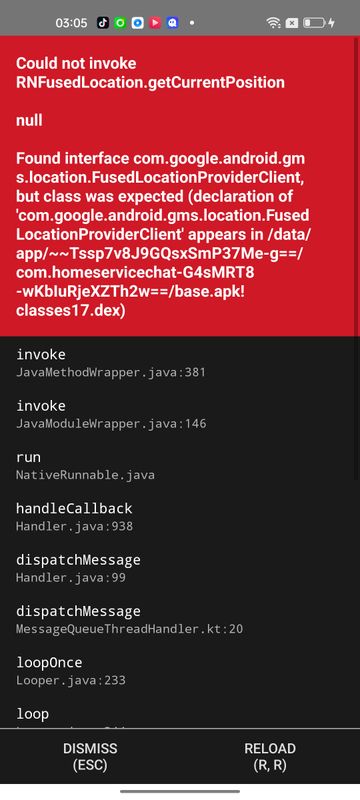 03:05
Could not invoke
RNFusedLocation.getCurrentPosition
null
Found interface com.google.android.gm
s.location.FusedLocationProviderClient,
but class was expected (declaration of
'com.google.android.gms.location.Fused
LocationProviderClient' appears in /data/
app/~~Tssp7v8J9GQsxSmP37Me-g==/
com.homeservicechat-G4sMRT8
-wKbluRjeXZTh2w==/base.apk!
classes17.dex)
invoke
JavaMethodWrapper.java:381
invoke
JavaModuleWrapper.java:146
run
NativeRunnable.java
handleCallback
Handler.java:938
dispatchMessage
Handler.java:99
dispatchMessage
MessageQueueThreadHandler.kt:20
loopOnce
Looper.java:233
loop
DISMISS
(ESC)
RELOAD
(R, R)